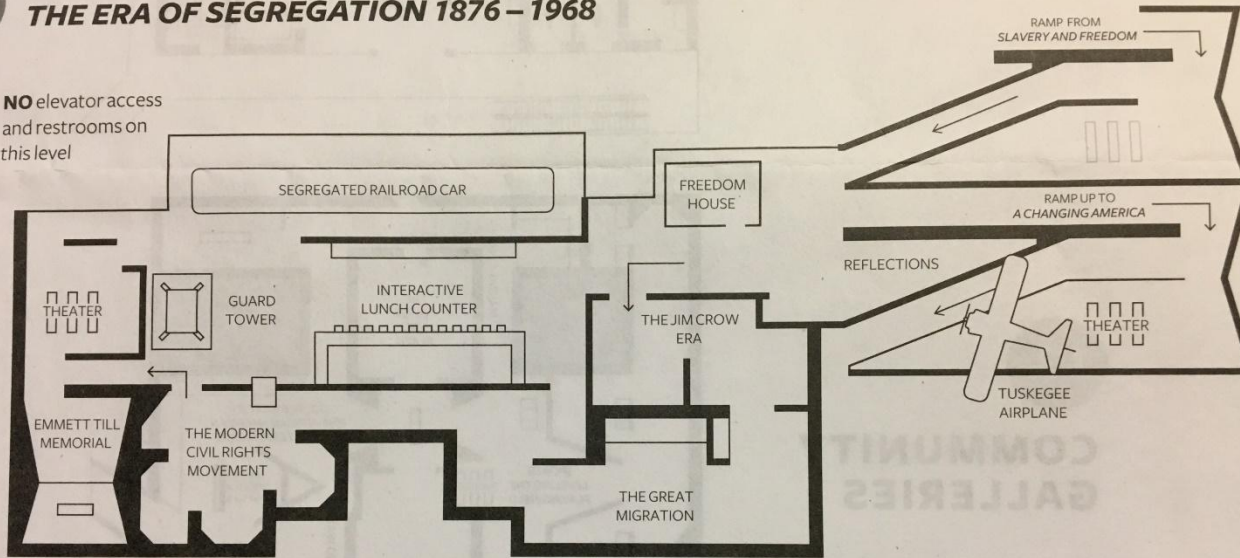 THE ERA OF SEGREGATION 1876 – 1968
NO elevator access
and restrooms on
this level
RAMP FROM
SLAVERY AND FREEDOM
SEGREGATED RAILROAD CAR
FREEDOM
HOUSE
RAMP UP TO
A CHANGING AMERICA
REFLECTIONS
THEATER
GUARD
TOWER
INTERACTIVE
LUNCH COUNTER
THE JIM CROW
ERA
THEATER
TUSKEGEE
AIRPLANE
EMMETT TILL
MEMORIAL
THE MODERN
CIVIL RIGHTS
MOVEMENT
THE GREAT
MIGRATION
COMMUNITY
GALLERIES